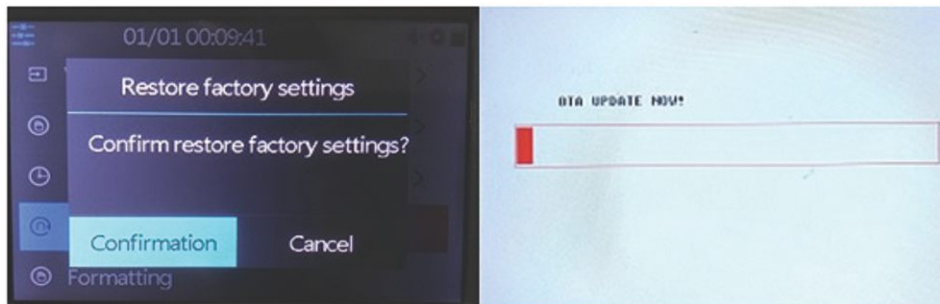 01/01 00:09:41
Restore factory settings
Confirm restore factory settings?
Confirmation
Cancel
Formatting
OTA UPDATE NOW!